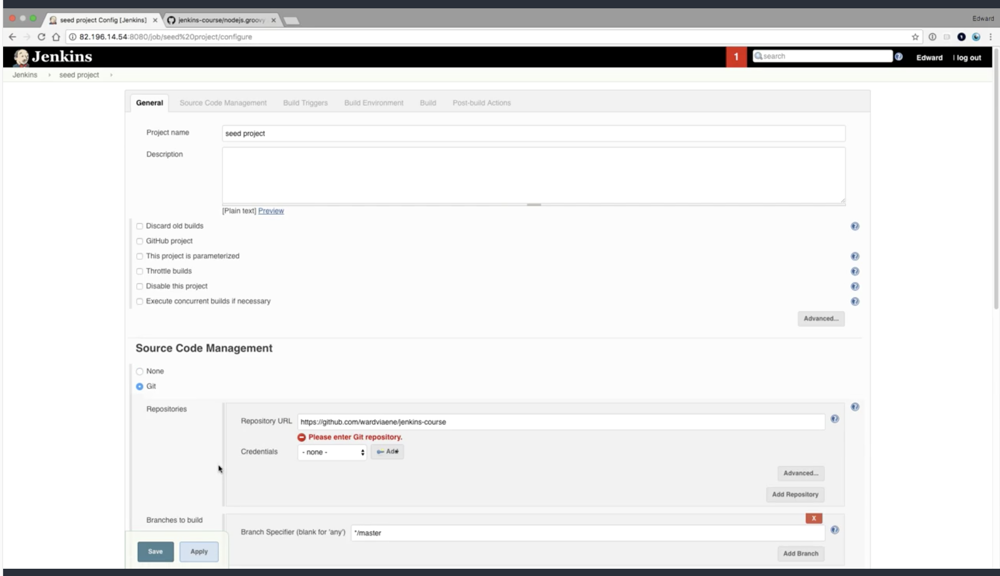 seed project Config [Jenkins]
jenkins-course/nodejs.groovy
Edward
82.196.14.54:8080/job/seed%20project/configure
Jenkins
1
search
Edward
| log out
Jenkins
seed project
General
Source Code Management
Build Triggers
Build Environment
Build
Post-build Actions
Project name
seed project
Description
[Plain text] Preview
Discard old builds
GitHub project
This project is parameterized
Throttle builds
Disable this project
Execute concurrent builds if necessary
Advanced...
Source Code Management
None
Git
Repositories
Repository URL
https://github.com/wardviaene/jenkins-course
Please enter Git repository.
Credentials
- none -
Add
Advanced...
Add Repository
Branches to build
X
Branch Specifier (blank for 'any')
*/master
Save
Apply
Add Branch